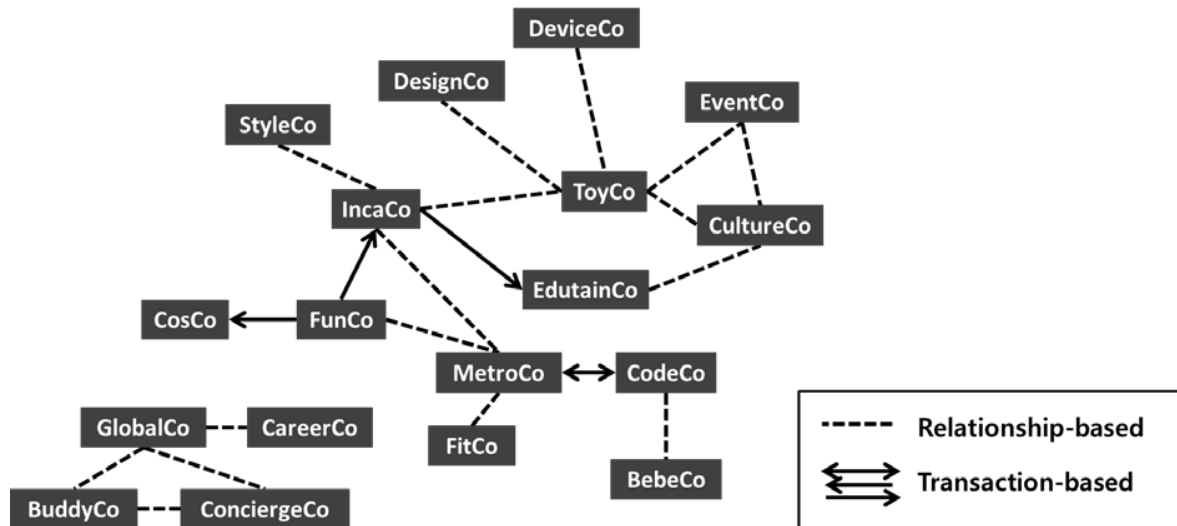 DeviceCo
DesignCo
EventCo
StyleCo
ToyCo
IncaCo
CultureCo
EdutainCo
CosCo
FunCo
MetroCo
CodeCo
GlobalCo
CareerCo
FitCo
BebeCo
BuddyCo
ConciergeCo
Relationship-based
Transaction-based